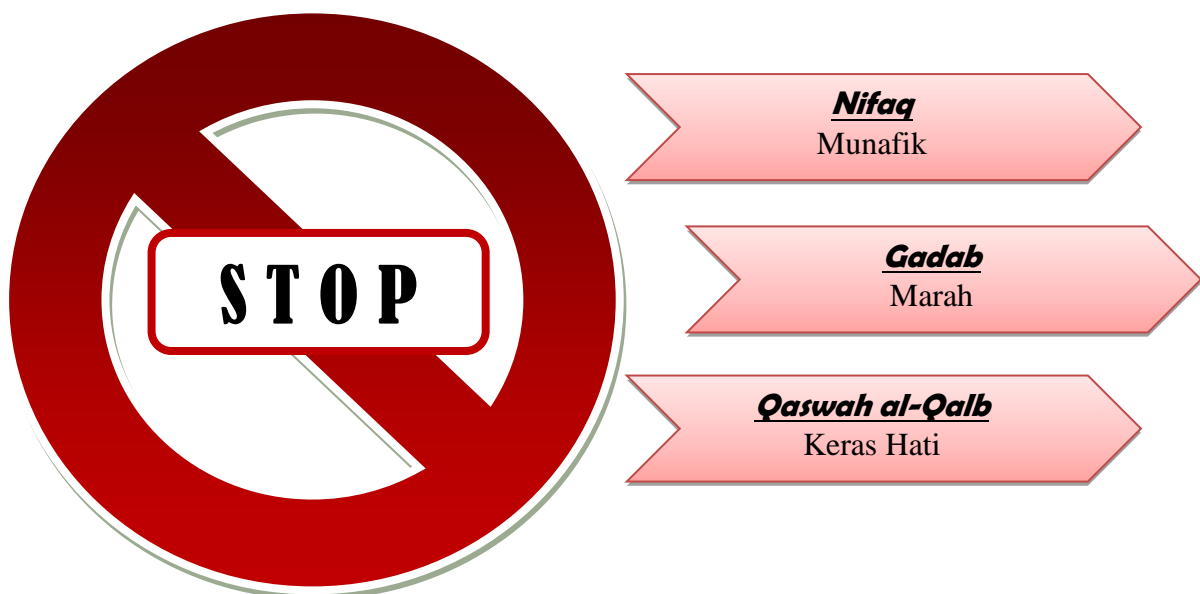 STOP
Nifaq
Munafik
Gadab
Marah
Qaswah al-Qalb
Keras Hati